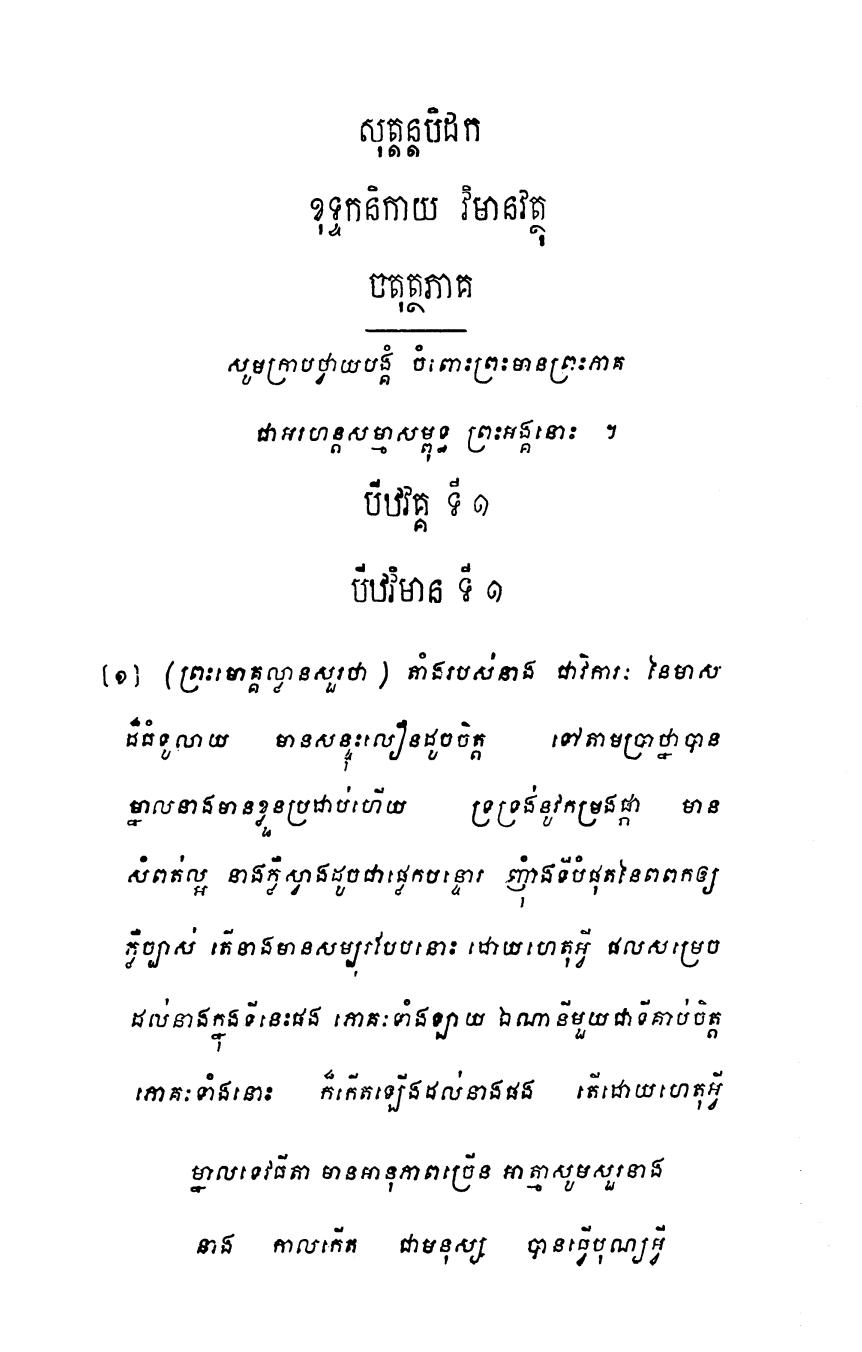 សុត្តន្តបិដក
ខុទ្ទកនិកាយ វិមានវត្ថុ
ចតុត្ថភាគ
សូមក្រាបថ្វាយបង្គំ ចំពោះព្រះមានព្រះភាគ
ជាអរហន្តសម្មាសម្ពុទ្ធ ព្រះអង្គនោះ ។
បីឋវគ្គ ទី ១
បីឋវិមាន ទី ១
[១] (ព្រះមោគ្គល្លានសួរថា) តាំងរបស់នាង ជាវិការៈ នៃមាស
ដ៏ធំទូលាយ មានសន្ទុះលឿនដូចចិត្ត ទៅតាមប្រាថ្នាបាន
ម្នាលនាងមានខ្លួនប្រដាប់ហើយ ទ្រទ្រង់នូវកម្រងផ្កា មាន
សំពត់ល្អ នាងភ្លឺស្វាងដូចជាផ្លេកបន្ទោរ ញុំាងទីបំផុតនៃពពកឲ្យ
ភ្លឺច្បាស់ តើនាងមានសម្បុរបែបនោះ ដោយហេតុអ្វី ផលសម្រេច
ដល់នាងក្នុងទីនេះផង ភោគៈទាំងឡាយ ឯណានីមួយជាទីគាប់ចិត្ត
ភោគៈទាំងនោះ ក៏កើតឡើងដល់នាងផង តើដោយហេតុអ្វី
ម្នាលទេវធីតា មានអានុភាពច្រើន អាត្មាសូមសួរនាង
នាង កាលកើត ជាមនុស្ស បានធ្វើបុណ្យអ្វី